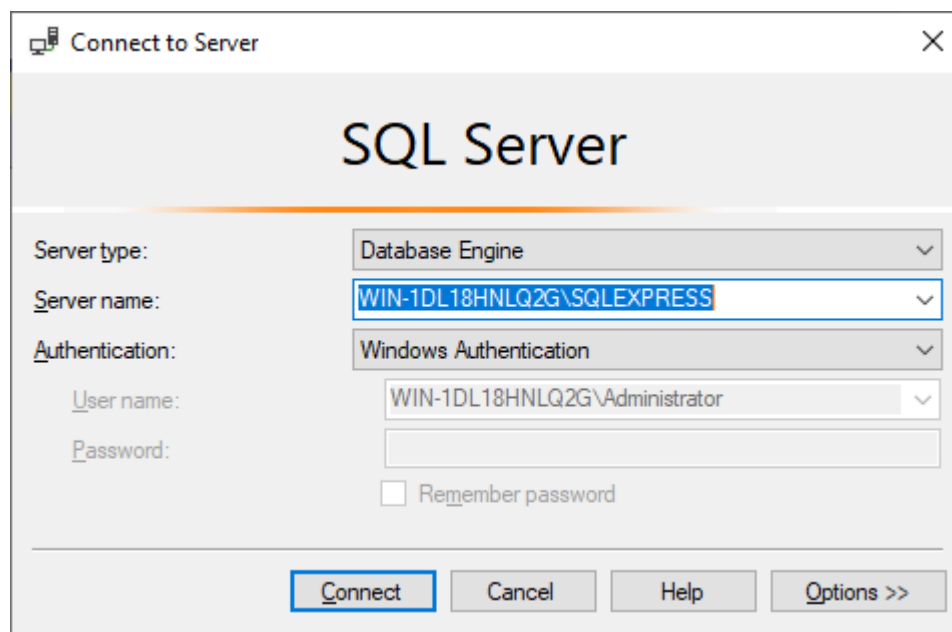 Connect to Server
SQL Server
Server type: Database Engine
Server name: WIN-1DL18HNLQ2G\SQLEXPRESS
Authentication: Windows Authentication
User name: WIN-1DL18HNLQ2G\Administrator
Password:
Remember password
Connect Cancel Help Options >>